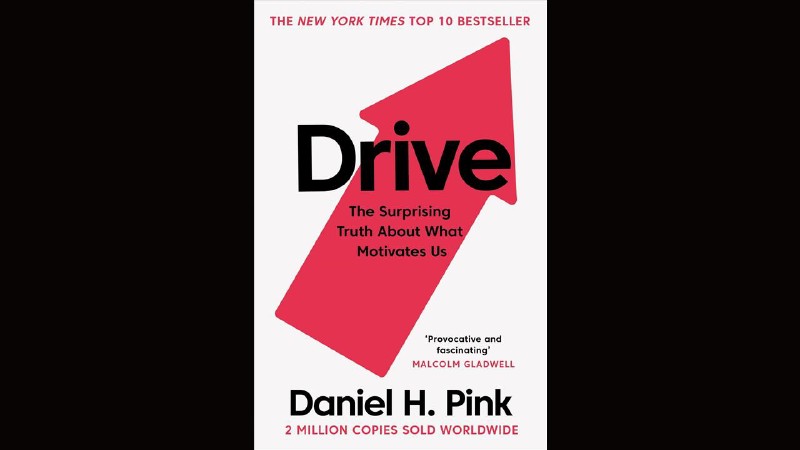 THE NEW YORK TIMES TOP 10 BESTSELLER
Drive
The Surprising
Truth About What
Motivates Us
'Provocative and
fascinating'
MALCOLM GLADWELL
Daniel H. Pink
2 MILLION COPIES SOLD WORLDWIDE